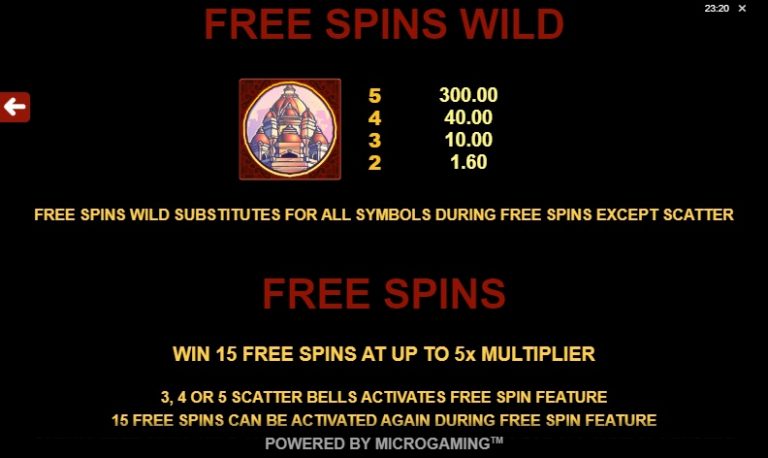 23:20 ×
FREE SPINS WILD
5 300.00
4 40.00
3 10.00
2 1.60
FREE SPINS WILD SUBSTITUTES FOR ALL SYMBOLS DURING FREE SPINS EXCEPT SCATTER
FREE SPINS
WIN 15 FREE SPINS AT UP TO 5x MULTIPLIER
3, 4 OR 5 SCATTER BELLS ACTIVATES FREE SPIN FEATURE
15 FREE SPINS CAN BE ACTIVATED AGAIN DURING FREE SPIN FEATURE
POWERED BY MICROGAMING™